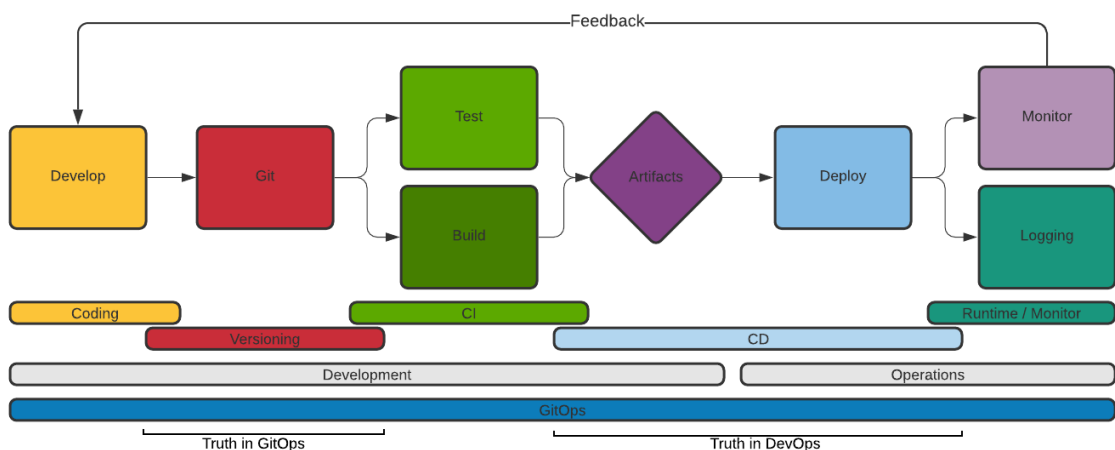 Feedback
Develop
Git
Test
Build
Artifacts
Deploy
Monitor
Logging
Coding
Versioning
CI
CD
Runtime / Monitor
Development
Operations
GitOps
Truth in GitOps
Truth in DevOps